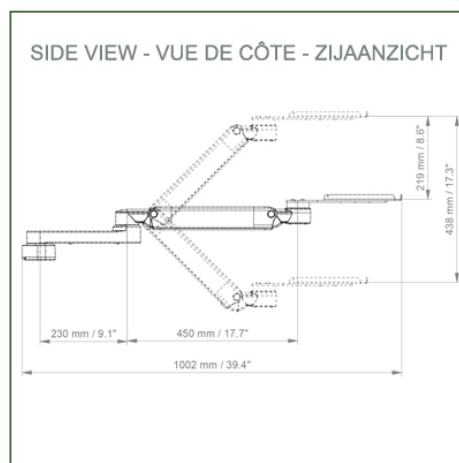 SIDE VIEW - VUE DE CÔTE - ZIJAANZICHT
219 mm / 8.6"
438 mm / 17.3"
230 mm / 9.1"
450 mm / 17.7"
1002 mm / 39.4"